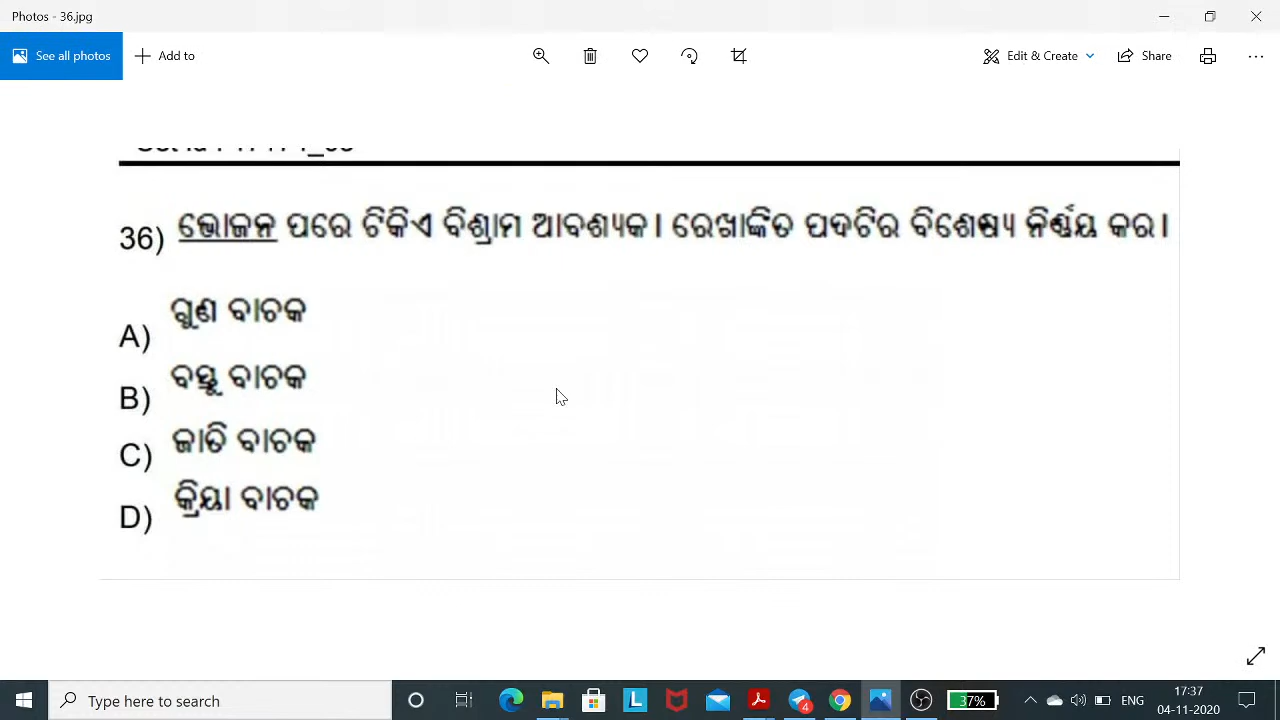 Photos - 36.jpg
See all photos
Add to
Edit & Create
Share
36) ଭୋଜନ ପରେ ଟିକିଏ ବିଶ୍ରାମ ଆବଶ୍ୟକ। ରେଖାଙ୍କିତ ପଦଟିର ବିଶେଷ୍ୟ ନିର୍ଣ୍ଣୟ କର।
A) ଗୁଣ ବାଚକ
B) ବସ୍ତୁ ବାଚକ
C) ଜାତି ବାଚକ
D) କ୍ରିୟା ବାଚକ
Type here to search
L
4
37%
ENG
17:37
04-11-2020